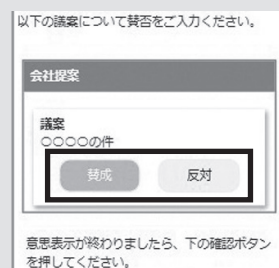 以下の議案について賛否をご入力ください。
会社提案
議案
○○○○の件
賛成
反対
意思表示が終わりましたら、下の確認ボタン
を押してください。